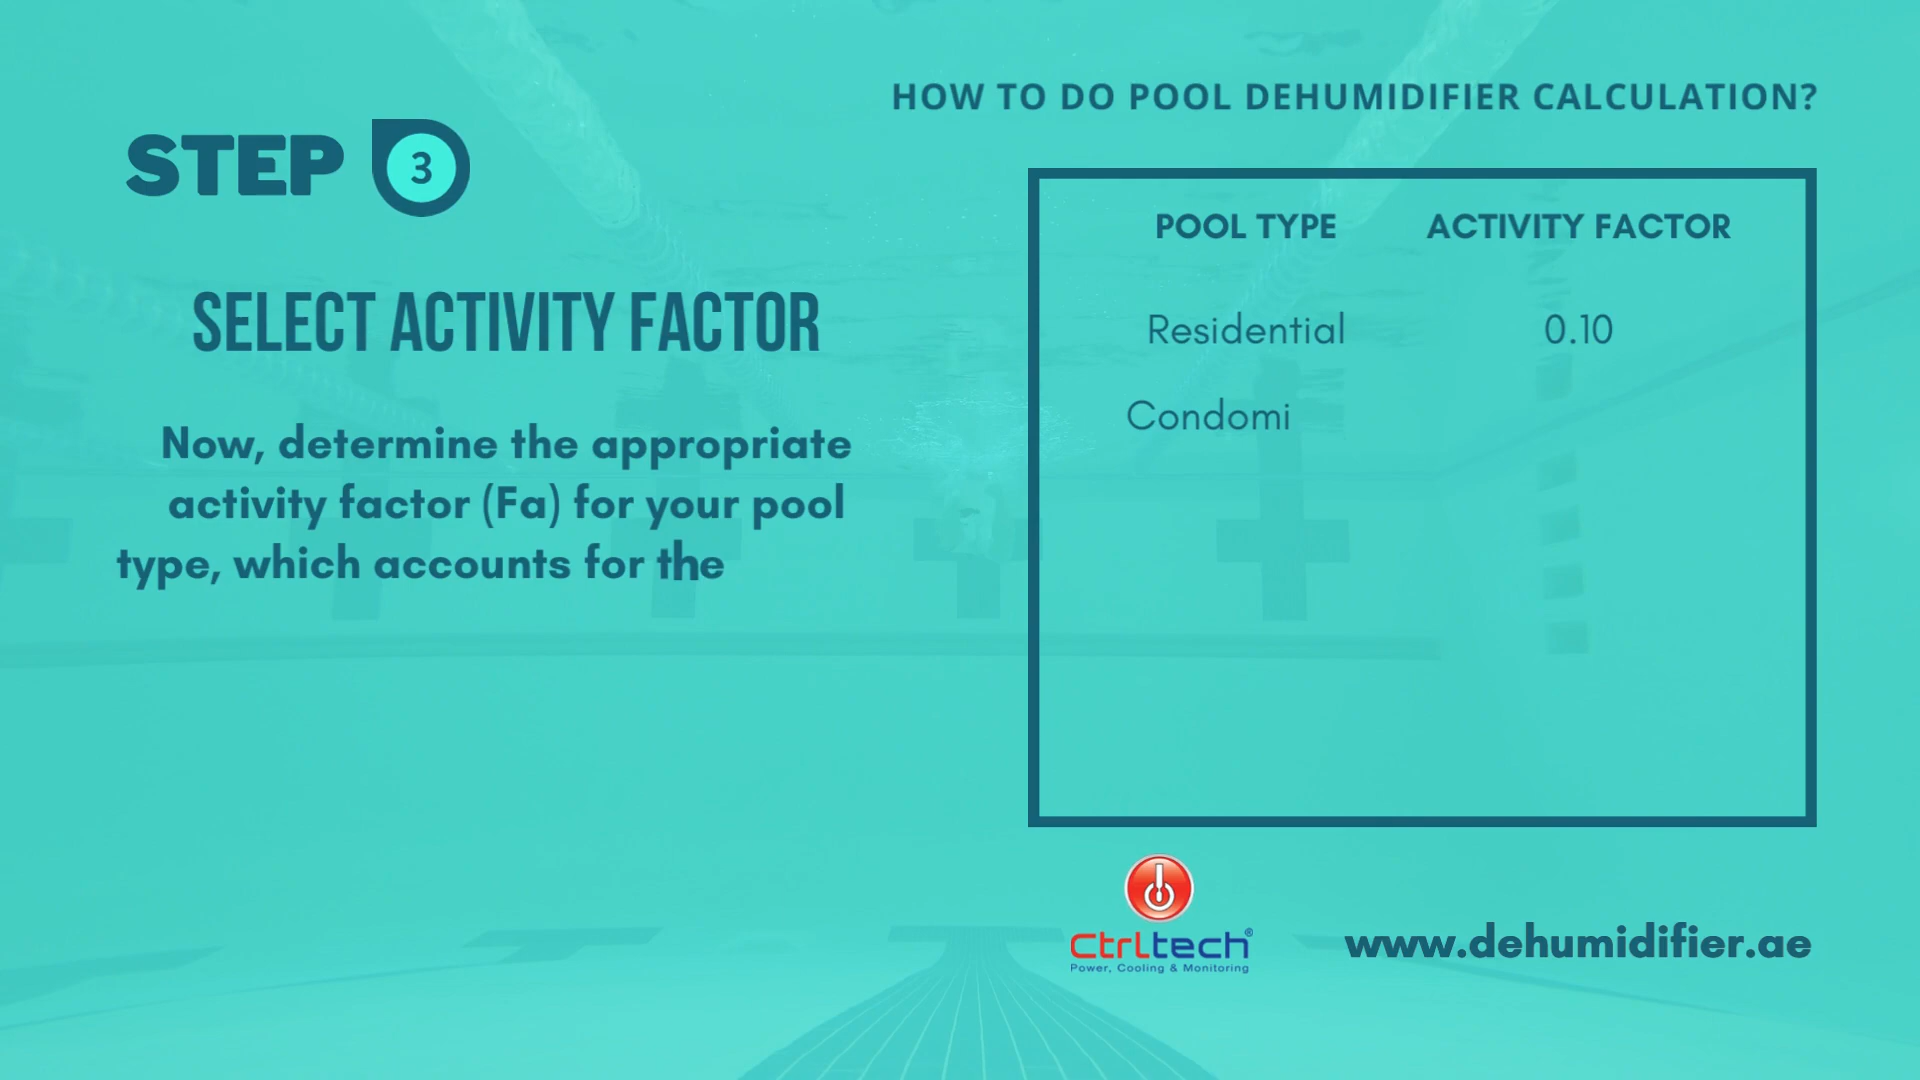 HOW TO DO POOL DEHUMIDIFIER CALCULATION?
STEP 3
SELECT ACTIVITY FACTOR
Now, determine the appropriate
activity factor (Fa) for your pool
type, which accounts for the
POOL TYPE ACTIVITY FACTOR
Residential 0.10
Condomi
Ctrltech®
Power, Cooling & Monitoring
www.dehumidifier.ae